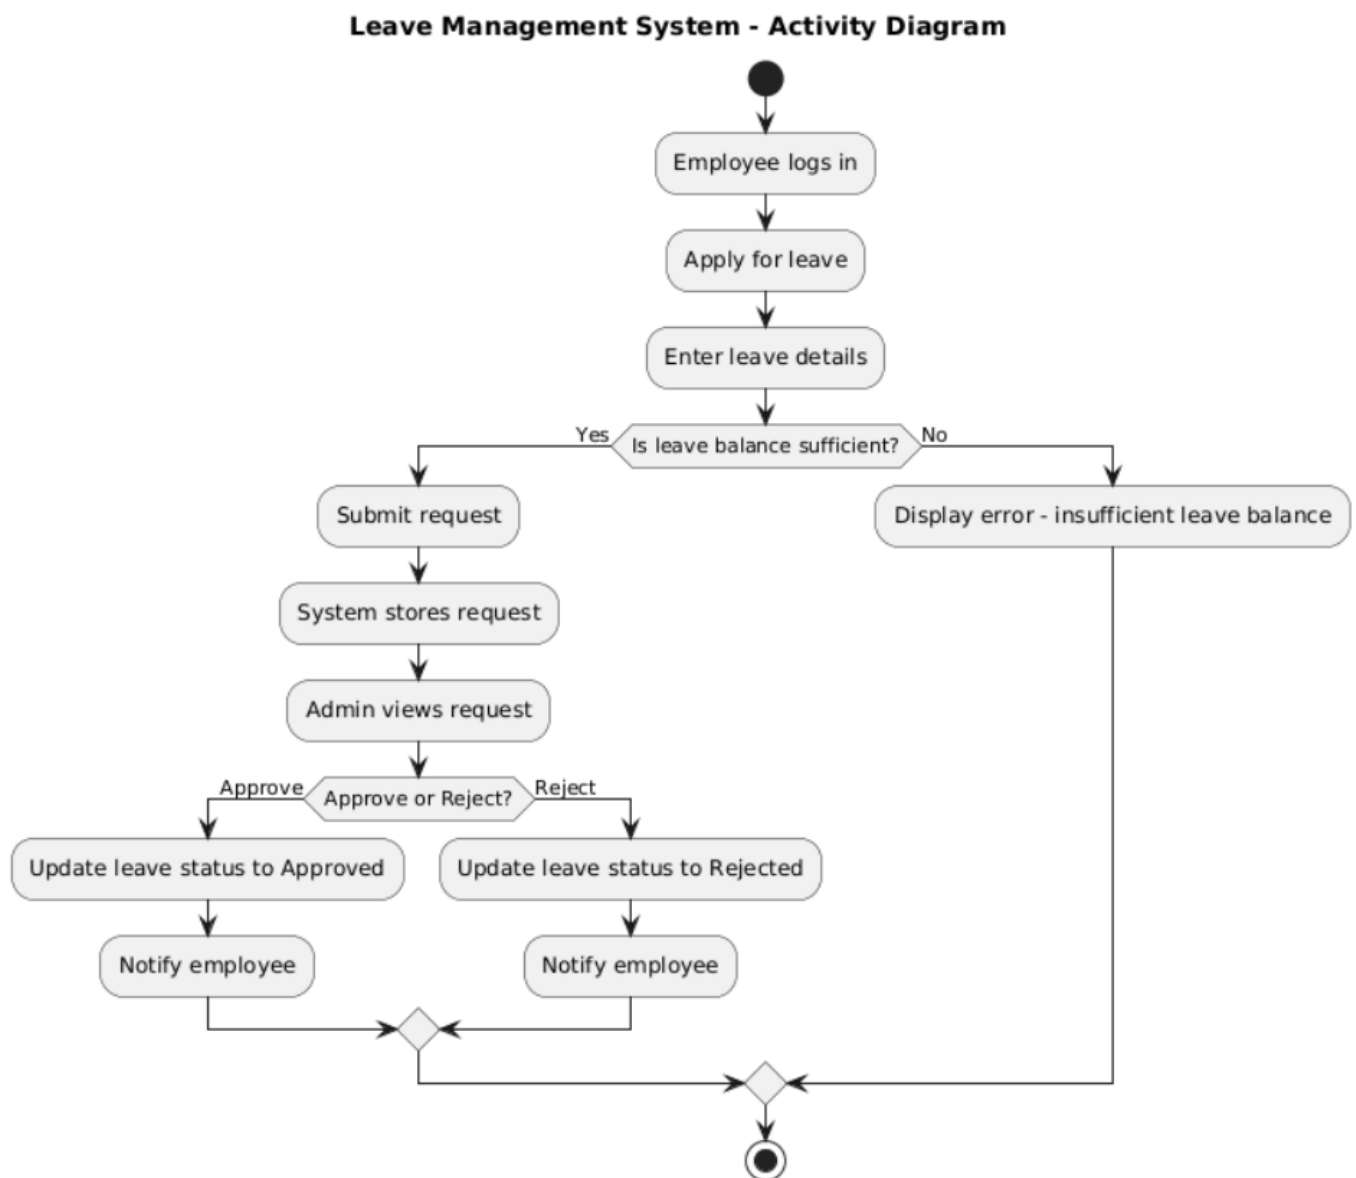 Leave Management System - Activity Diagram
Employee logs in
Apply for leave
Enter leave details
Yes
Is leave balance sufficient?
No
Submit request
Display error - insufficient leave balance
System stores request
Admin views request
Approve
Approve or Reject?
Reject
Update leave status to Approved
Update leave status to Rejected
Notify employee
Notify employee